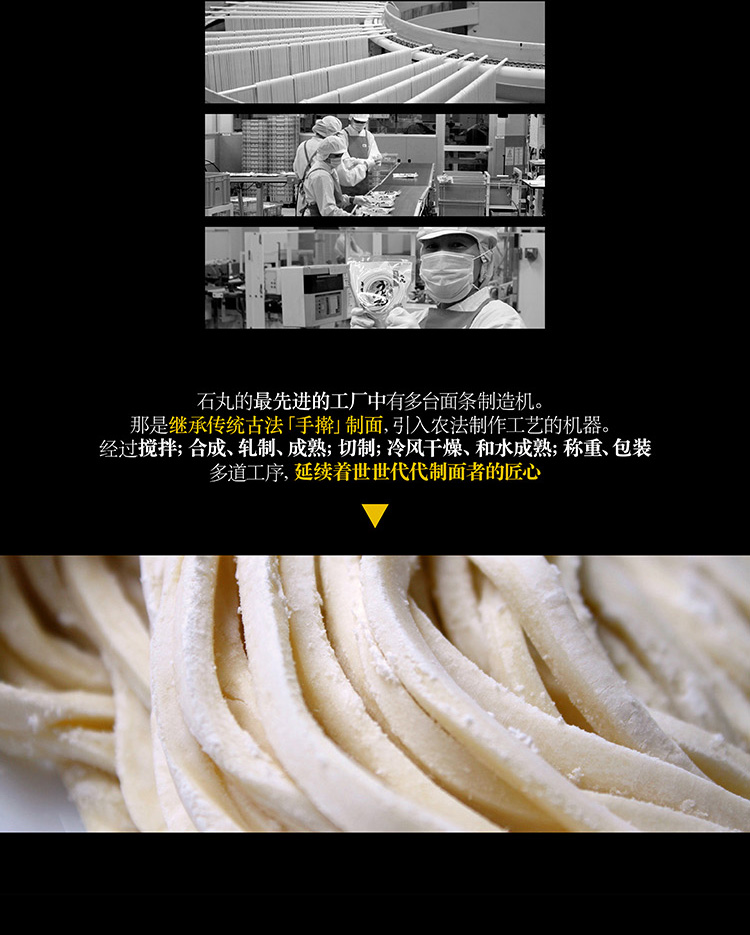 石丸的最先进的工厂中有多台面条制造机。
那是继承传统古法「手擀」制面, 引入农法制作工艺的机器。
经过搅拌; 合成、轧制、成熟; 切制; 冷风干燥、和水成熟; 称重、包装
多道工序, 延续着世世代代制面者的匠心